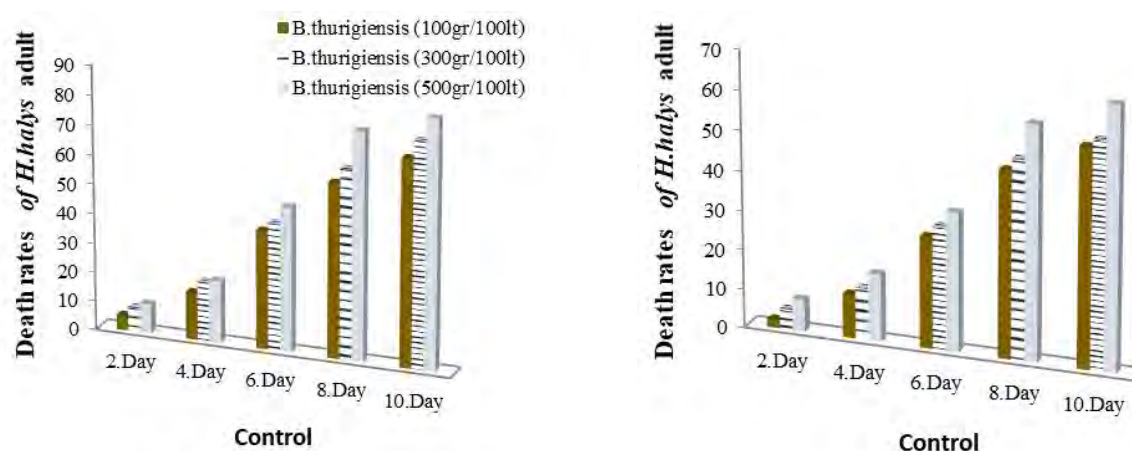 B.thurigiensis (100gr/100lt)
B.thurigiensis (300gr/100lt)
B.thurigiensis (500gr/100lt)
Death rates of H.halys adult
90
80
70
60
50
40
30
20
10
0
2.Day
4.Day
6.Day
8.Day
10.Day
Control
Death rates of H.halys adult
70
60
50
40
30
20
10
0
2.Day
4.Day
6.Day
8.Day
10.Day
Control